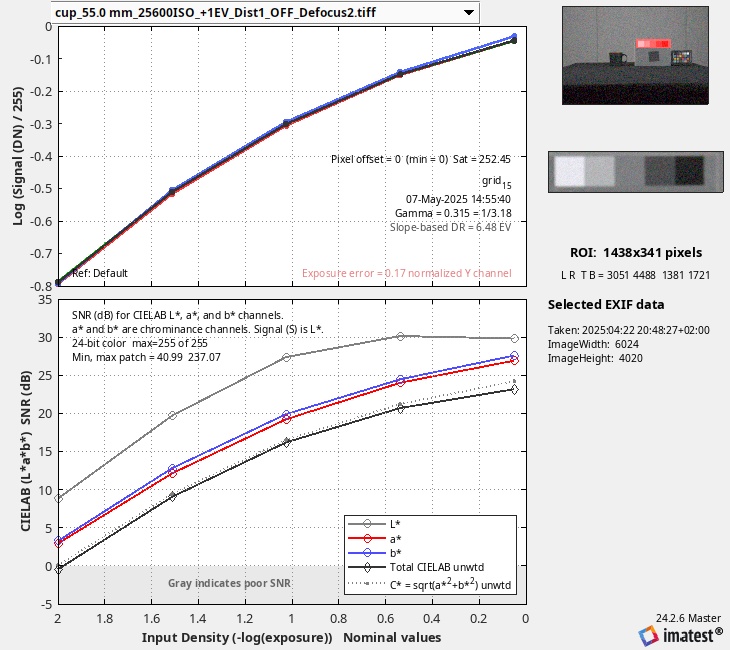 cup_55.0 mm_25600ISO_+1EV_Dist1_OFF_Defocus2.tiff
0
-0.1
-0.2
-0.3
-0.4
-0.5
-0.6
-0.7
-0.8
Log (Signal (DN) / 255)
Pixel offset = 0 (min = 0) Sat = 252.45
grid15
07-May-2025 14:55:40
Gamma = 0.315 = 1/3.18
Slope-based DR = 6.48 EV
Ref: Default
Exposure error = 0.17 normalized Y channel
ROI: 1438x341 pixels
L R T B = 3051 4488 1381 1721
Selected EXIF data
Taken: 2025:04:22 20:48:27+02:00
ImageWidth: 6024
ImageHeight: 4020
35
30
25
20
15
10
5
0
-5
CIELAB (L*a*b*) SNR (dB)
SNR (dB) for CIELAB L*, a*, and b* channels.
a* and b* are chrominance channels. Signal (S) is L*.
24-bit color max=255 of 255
Min, max patch = 40.99 237.07
L*
a*
b*
Total CIELAB unwtd
C* = sqrt(a*2+b*2) unwtd
Gray indicates poor SNR
2 1.8 1.6 1.4 1.2 1 0.8 0.6 0.4 0.2 0
Input Density (-log(exposure)) Nominal values
24.2.6 Master
imatest®